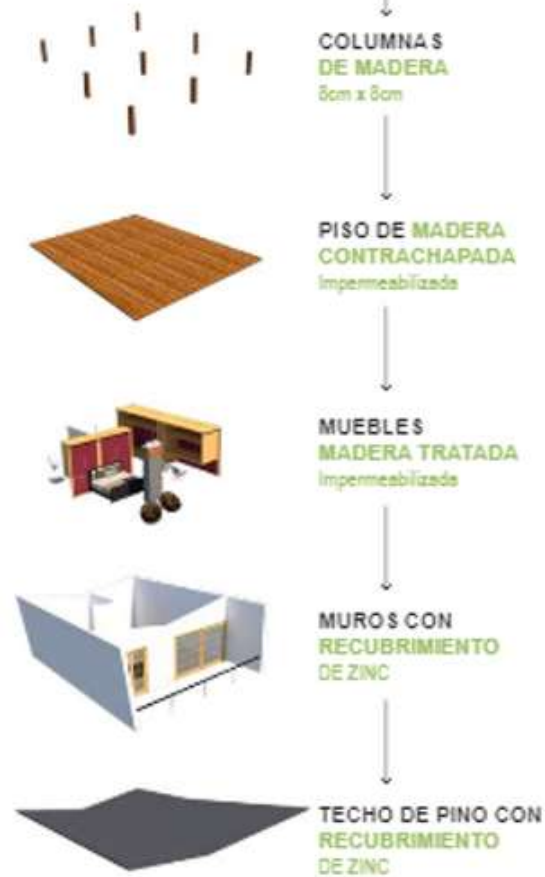 COLUMNAS
DE MADERA
8cm x 8cm
PISO DE MADERA
CONTRACHAPADA
Impermeabilizada
MUEBLES
MADERA TRATADA
Impermeabilizada
MUROS CON
RECUBRIMIENTO
DE ZINC
TECHO DE PINO CON
RECUBRIMIENTO
DE ZINC